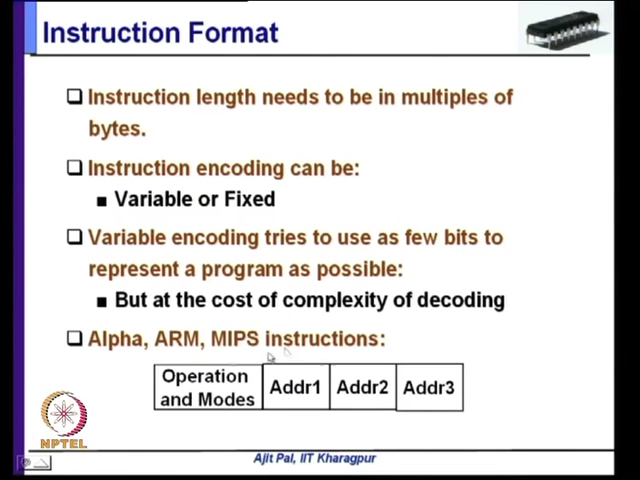 Instruction Format
Instruction length needs to be in multiples of
bytes.
Instruction encoding can be:
Variable or Fixed
Variable encoding tries to use as few bits to
represent a program as possible:
But at the cost of complexity of decoding
Alpha, ARM, MIPS instructions:
Operation
and Modes
Addr1
Addr2
Addr3
NPTEL
Ajit Pal, IIT Kharagpur